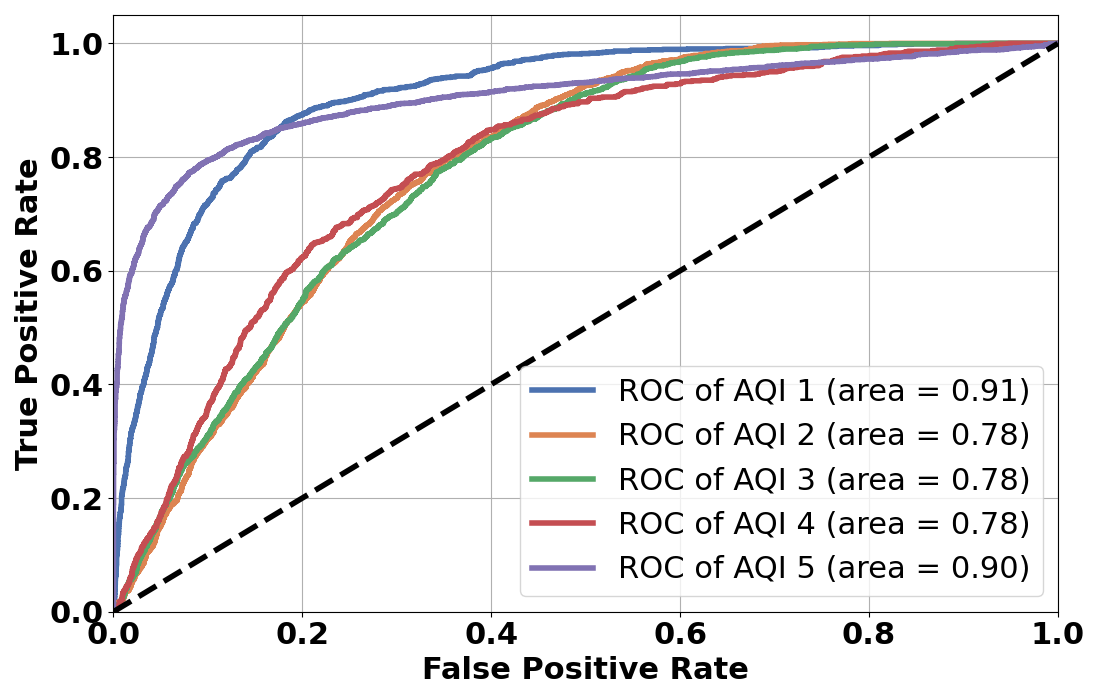 1.0
0.8
0.6
0.4
0.2
0.0
True Positive Rate
ROC of AQI 1 (area = 0.91)
ROC of AQI 2 (area = 0.78)
ROC of AQI 3 (area = 0.78)
ROC of AQI 4 (area = 0.78)
ROC of AQI 5 (area = 0.90)
0.0 0.2 0.4 0.6 0.8 1.0
False Positive Rate